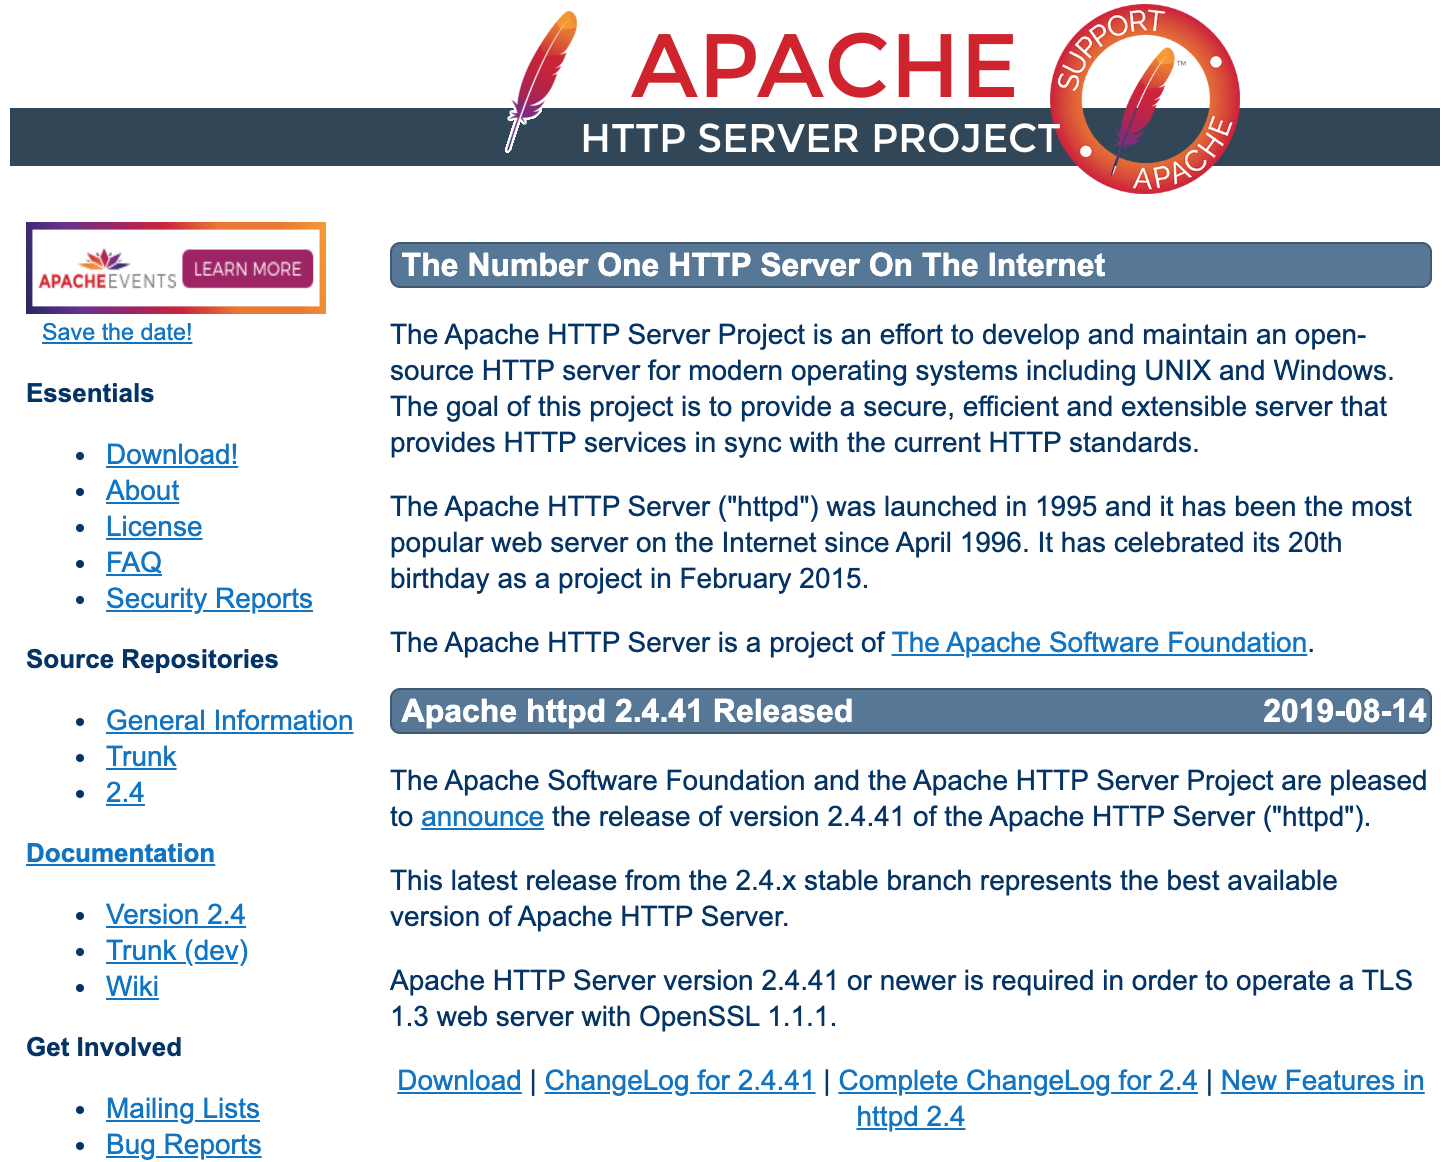 APACHE
HTTP SERVER PROJECT
SUPPORT
APACHE
™
APACHEEVENTS
LEARN MORE
Save the date!
Essentials
Download!
About
License
FAQ
Security Reports
Source Repositories
General Information
Trunk
2.4
Documentation
Version 2.4
Trunk (dev)
Wiki
Get Involved
Mailing Lists
Bug Reports
The Number One HTTP Server On The Internet
The Apache HTTP Server Project is an effort to develop and maintain an open-
source HTTP server for modern operating systems including UNIX and Windows.
The goal of this project is to provide a secure, efficient and extensible server that
provides HTTP services in sync with the current HTTP standards.
The Apache HTTP Server ("httpd") was launched in 1995 and it has been the most
popular web server on the Internet since April 1996. It has celebrated its 20th
birthday as a project in February 2015.
The Apache HTTP Server is a project of The Apache Software Foundation.
Apache httpd 2.4.41 Released 2019-08-14
The Apache Software Foundation and the Apache HTTP Server Project are pleased
to announce the release of version 2.4.41 of the Apache HTTP Server ("httpd").
This latest release from the 2.4.x stable branch represents the best available
version of Apache HTTP Server.
Apache HTTP Server version 2.4.41 or newer is required in order to operate a TLS
1.3 web server with OpenSSL 1.1.1.
Download | ChangeLog for 2.4.41 | Complete ChangeLog for 2.4 | New Features in
httpd 2.4